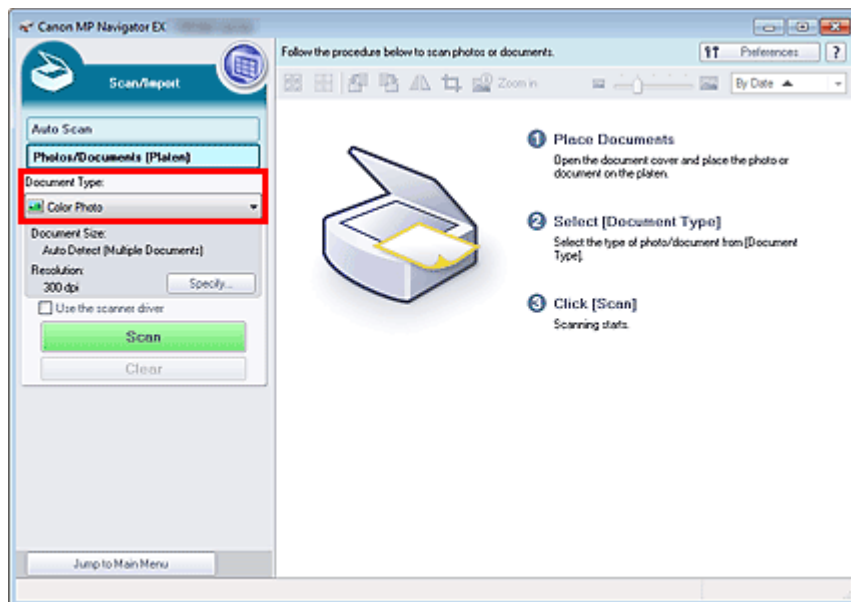 Canon MP Navigator EX
Scan/Import
Auto Scan
Photos/Documents (Platen)
Document Type:
Color Photo
Document Size:
Auto Detect (Multiple Documents)
Resolution:
300 dpi
Specify...
Use the scanner driver
Scan
Clear
Jump to Main Menu
Follow the procedure below to scan photos or documents.
Preferences
?
Zoom in
By Date
1 Place Documents
Open the document cover and place the photo or
document on the platen.
2 Select [Document Type]
Select the type of photo/document from [Document
Type].
3 Click [Scan]
Scanning starts.